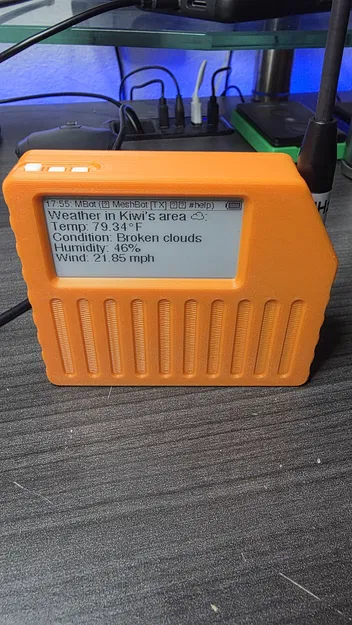 17:55: MBot (⍰ MeshBot [TX] ⍰⍰ #help)
Weather in Kiwi's area ☁:
Temp: 79.34°F
Condition: Broken clouds
Humidity: 46%
Wind: 21.85 mph